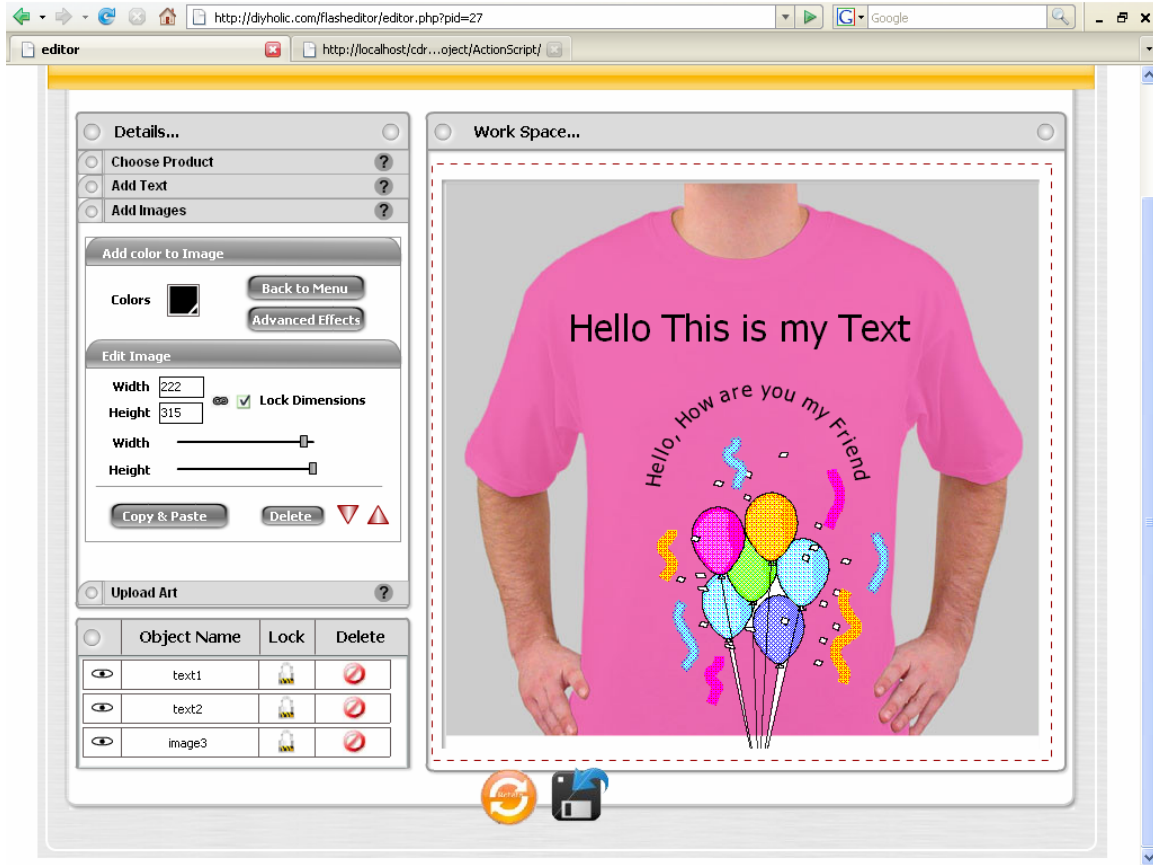 http://diyholic.com/flasheditor/editor.php?pid=27
G Google
editor
http://localhost/cdr...oject/ActionScript/
Details...
Choose Product ?
Add Text ?
Add Images ?
Add color to Image
Colors
Back to Menu
Advanced Effects
Edit Image
Width 222
Height 315
Lock Dimensions
Width
Height
Copy & Paste
Delete
Upload Art ?
Object Name Lock Delete
text1
text2
image3
Work Space...
Hello This is my Text
Hello, How are you my Friend